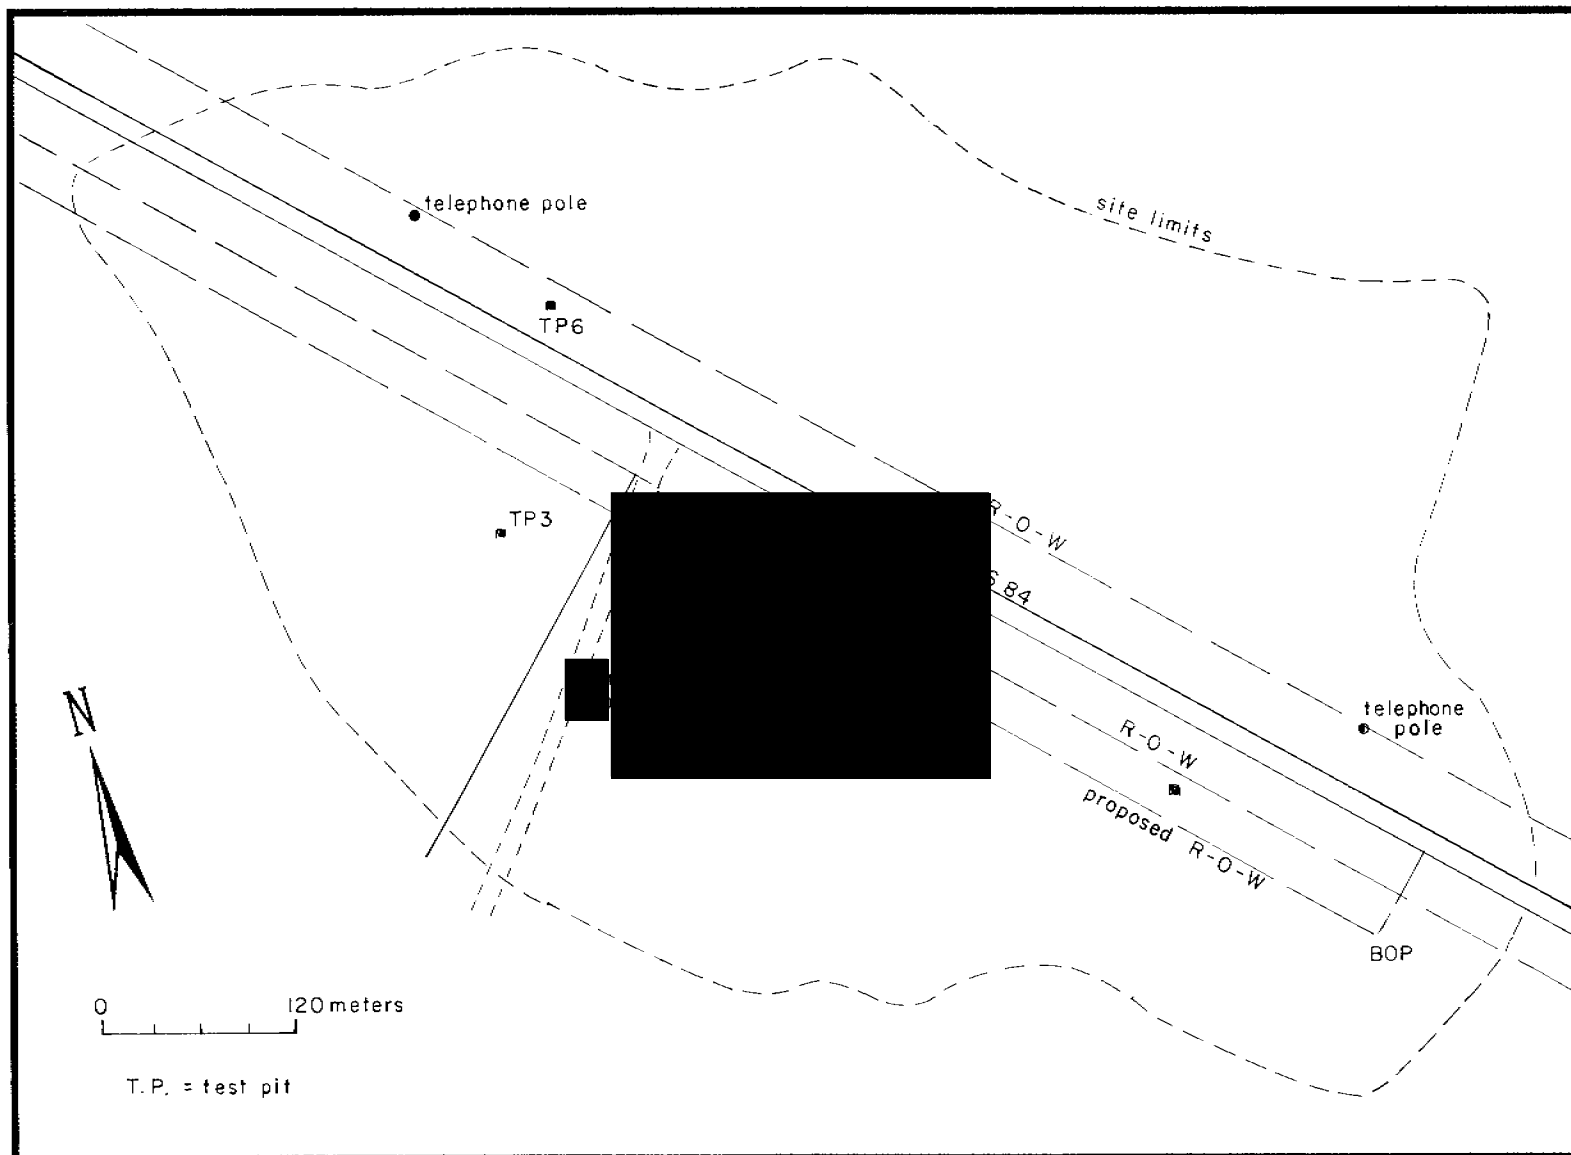 telephone pole
site limits
TP6
TP3
R-O-W
S 84
N
telephone
pole
R-O-W
proposed R-O-W
BOP
0 120 meters
T.P. = test pit